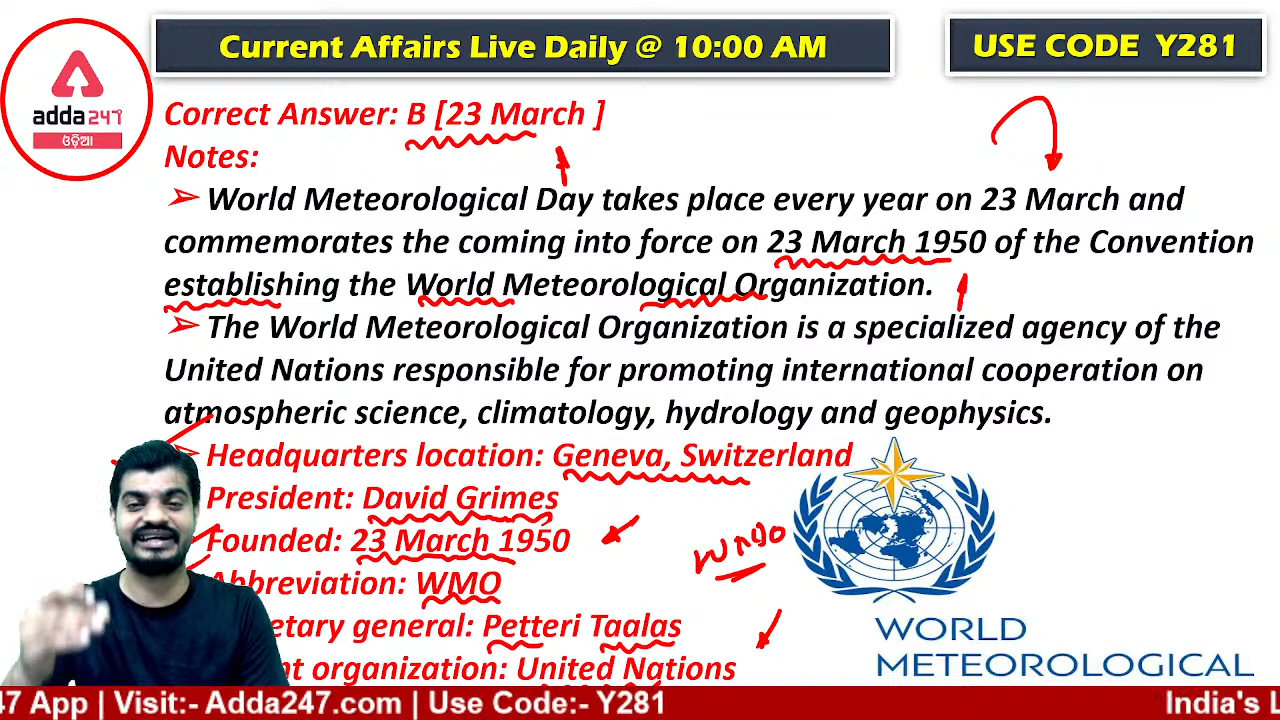 Current Affairs Live Daily @ 10:00 AM
USE CODE Y281
adda247
ଓଡ଼ିଆ
Correct Answer: B [23 March ]
Notes:
➢ World Meteorological Day takes place every year on 23 March and
commemorates the coming into force on 23 March 1950 of the Convention
establishing the World Meteorological Organization.
➢ The World Meteorological Organization is a specialized agency of the
United Nations responsible for promoting international cooperation on
atmospheric science, climatology, hydrology and geophysics.
➢ Headquarters location: Geneva, Switzerland
President: David Grimes
Founded: 23 March 1950
WMO
Abbreviation: WMO
etary general: Petteri Taalas
nt organization: United Nations
WORLD
METEOROLOGICAL
47 App | Visit:- Adda247.com | Use Code:- Y281
India's L